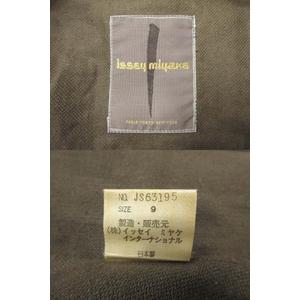 issey miyake
PARIS TOKYO NEW YORK
NO. JS63195
SIZE 9
製造・販売元
(株)イッセイ ミヤケ
インターナショナル
日本製